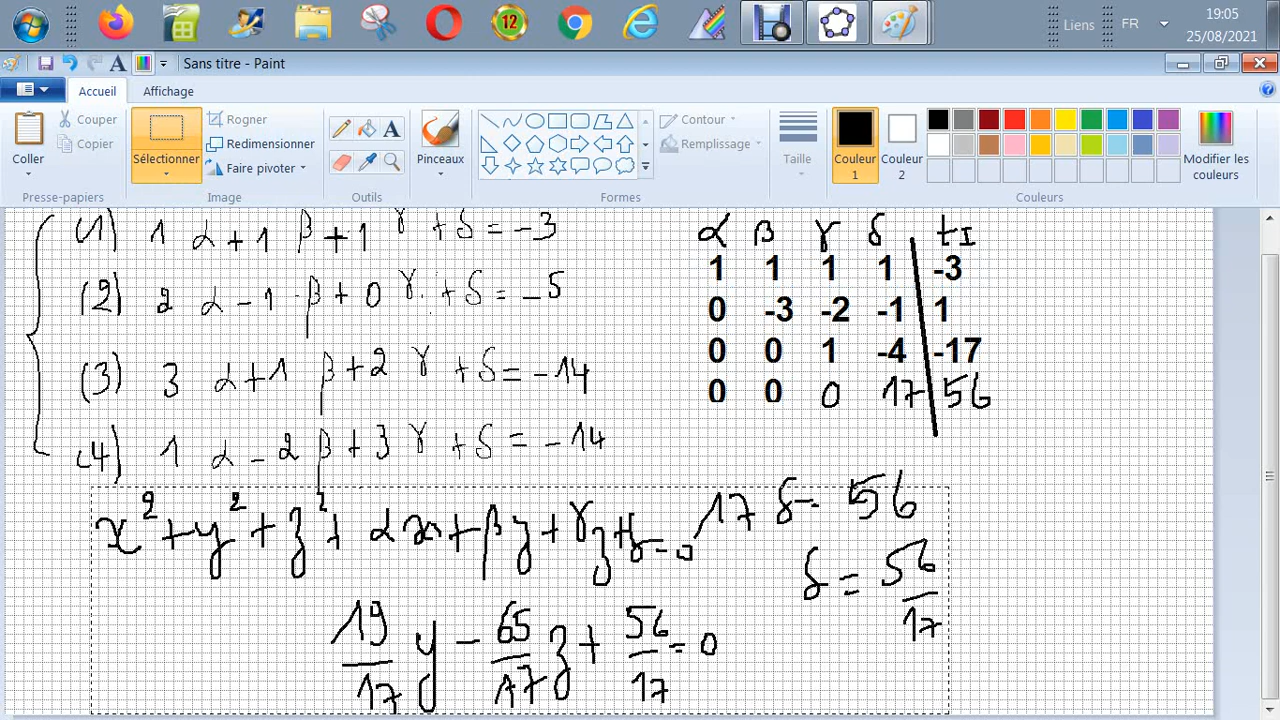 12
Liens
FR
19:05
25/08/2021
Sans titre - Paint
Accueil
Affichage
Coller
Couper
Copier
Presse-papiers
Sélectionner
Rogner
Redimensionner
Faire pivoter
Image
A
Outils
Pinceaux
Contour
Remplissage
Formes
Taille
Couleur 1
Couleur 2
Modifier les couleurs
Couleurs
(1) 1 α+1 β+1 γ+δ=-3
(2) 2 α-1 β+0 γ+δ=-5
(3) 3 α+1 β+2 γ+δ=-14
(4) 1 α-2 β+3 γ+δ=-14
α β γ δ tI
1 1 1 1 -3
0 -3 -2 -1 1
0 0 1 -4 -17
0 0 0 17 56
x²+y²+z²+αx+βy+γz+δ=0
17 δ= 56
δ = 56/17
19/17 y - 65/17 z + 56/17 = 0